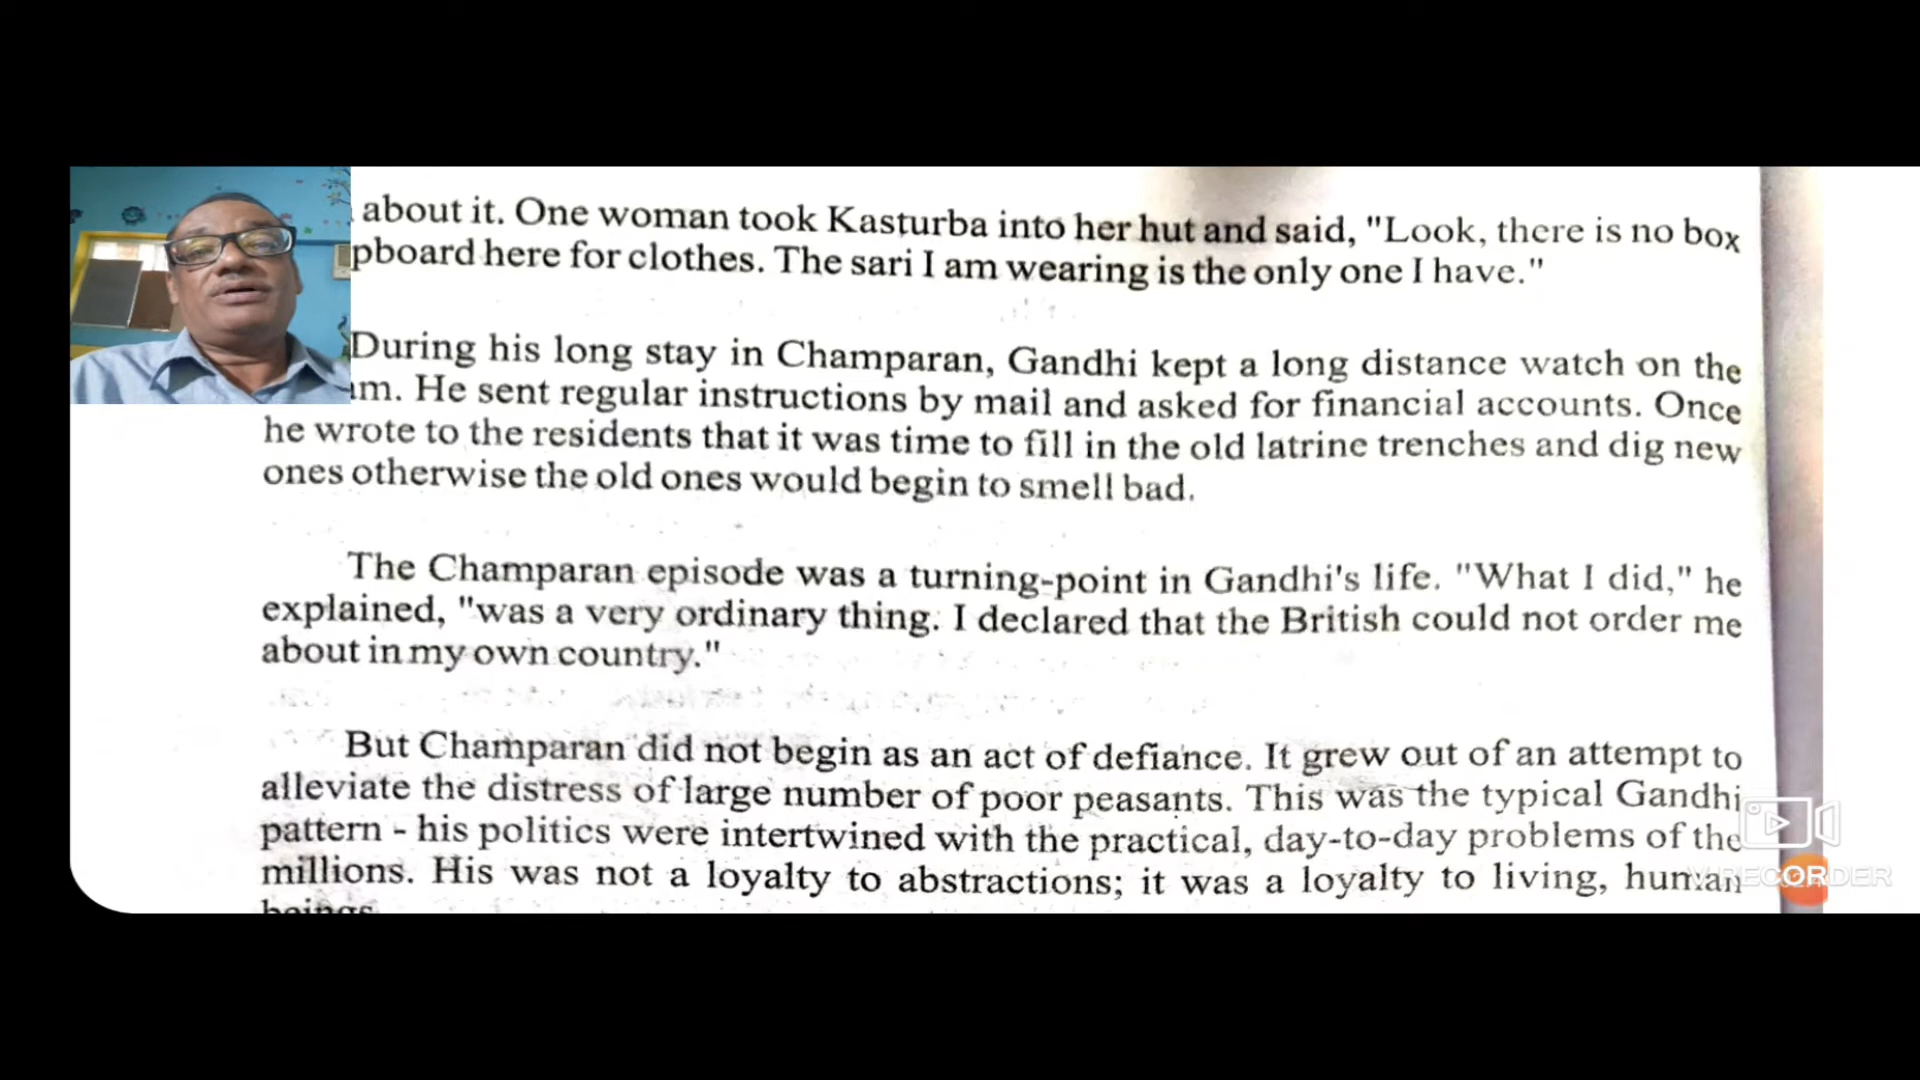 about it. One woman took Kasturba into her hut and said, "Look, there is no box
pboard here for clothes. The sari I am wearing is the only one I have."
During his long stay in Champaran, Gandhi kept a long distance watch on the
am. He sent regular instructions by mail and asked for financial accounts. Once
he wrote to the residents that it was time to fill in the old latrine trenches and dig new
ones otherwise the old ones would begin to smell bad.
The Champaran episode was a turning-point in Gandhi's life. "What I did," he
explained, "was a very ordinary thing. I declared that the British could not order me
about in my own country."
But Champaran did not begin as an act of defiance. It grew out of an attempt to
alleviate the distress of large number of poor peasants. This was the typical Gandhi
pattern - his politics were intertwined with the practical, day-to-day problems of the
millions. His was not a loyalty to abstractions; it was a loyalty to living, human
beings
RECORDER